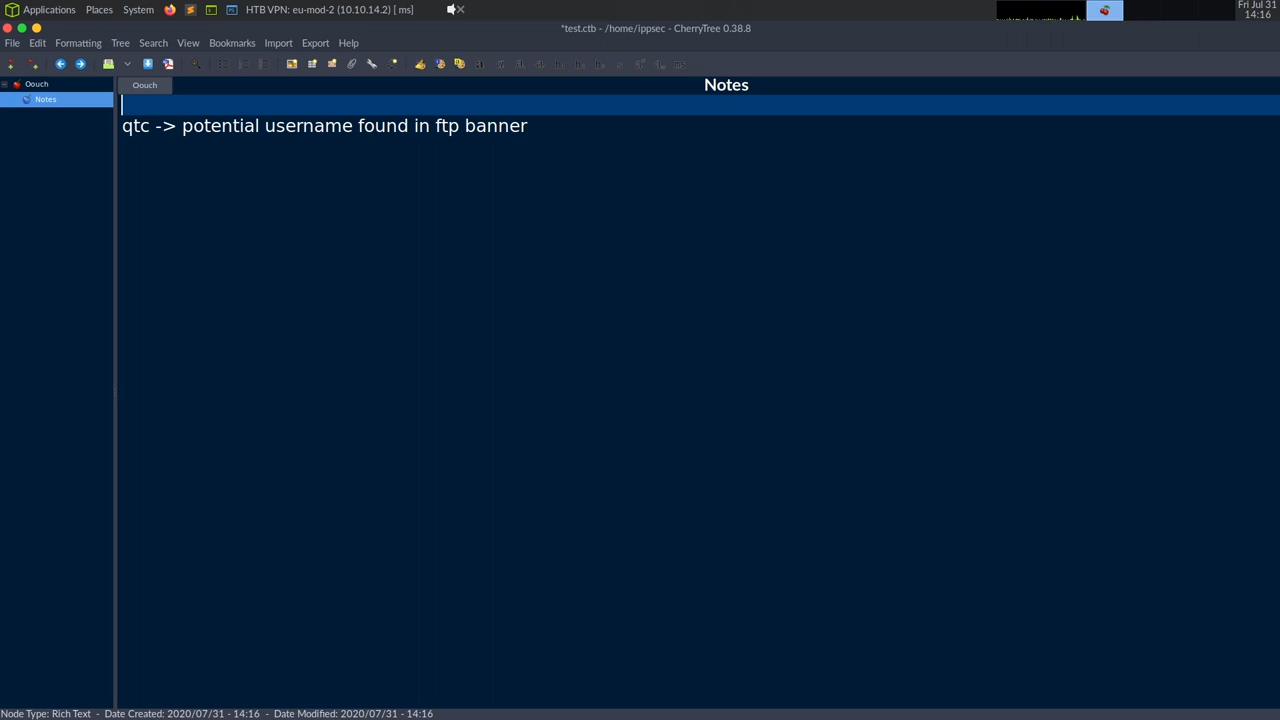 Applications Places System HTB VPN: eu-mod-2 (10.10.14.2) [ ms] Fri Jul 31
14:16
*test.ctb - /home/ippsec - CherryTree 0.38.8
File Edit Formatting Tree Search View Bookmarks Import Export Help
Oouch
Notes
Oouch
Notes
qtc -> potential username found in ftp banner
Node Type: Rich Text - Date Created: 2020/07/31 - 14:16 - Date Modified: 2020/07/31 - 14:16